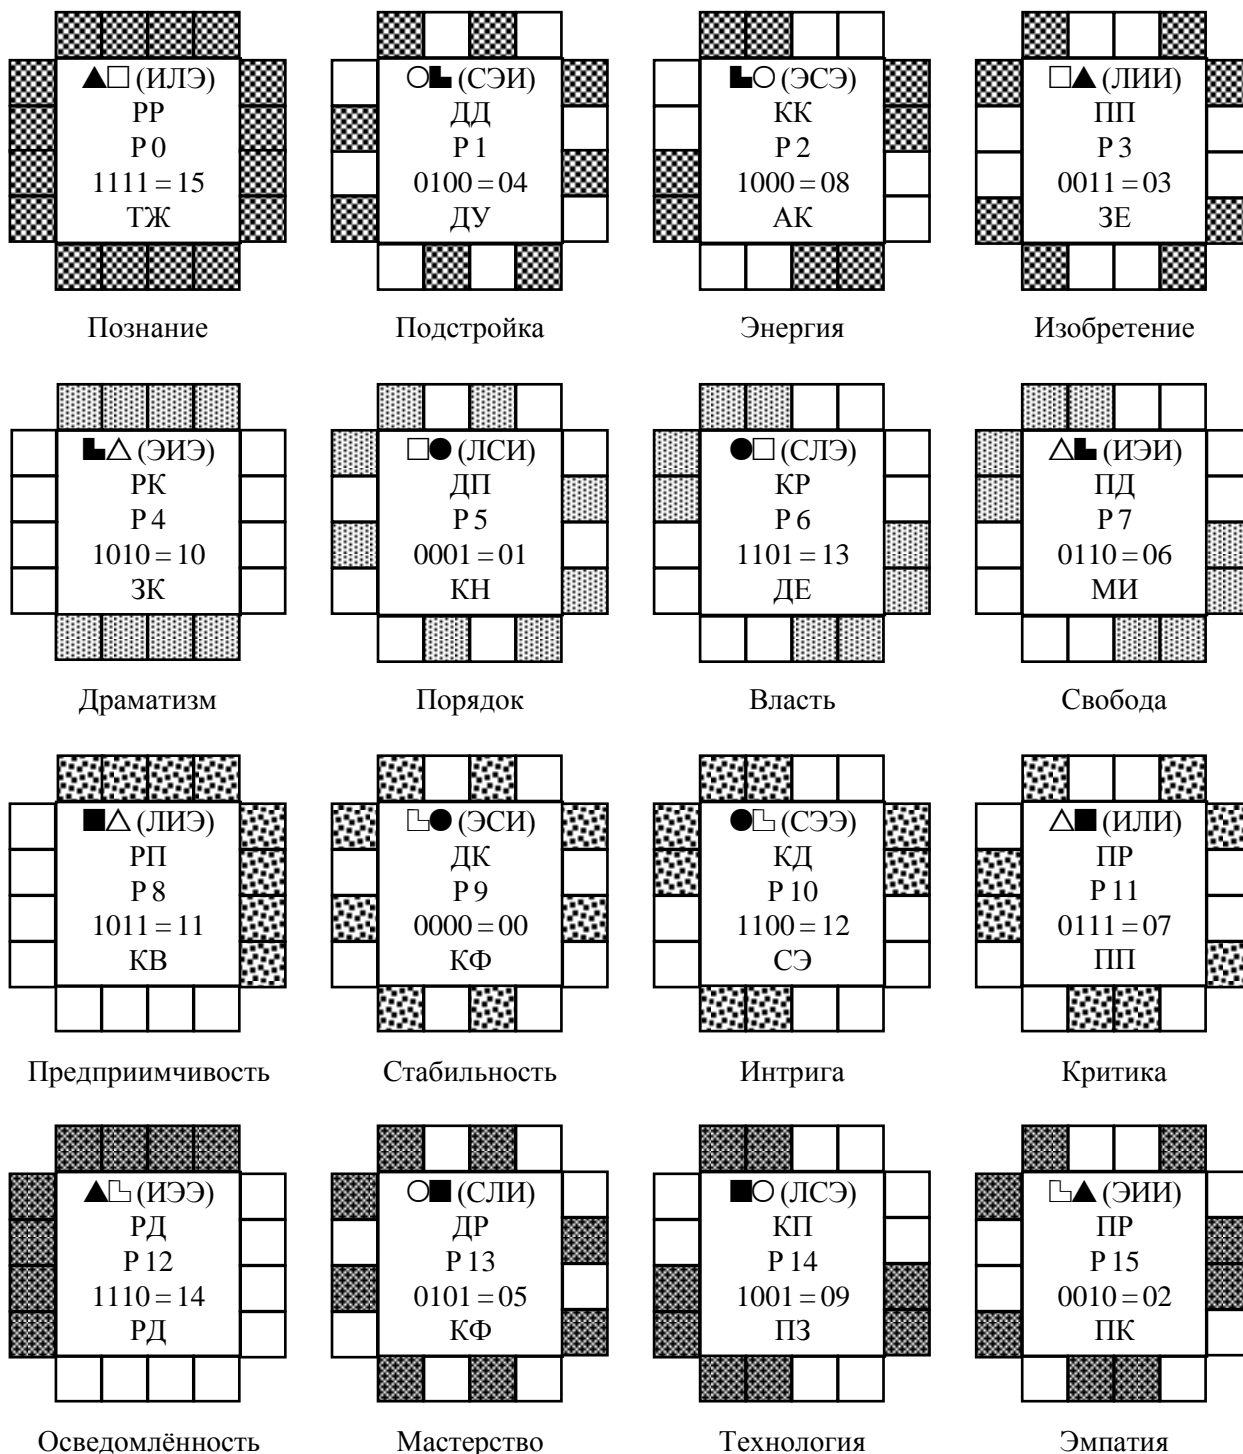 ▲□ (ИЛЭ)
РР
Р 0
1111 = 15
ТЖ
Познание
○▙ (СЭИ)
ДД
Р 1
0100 = 04
ДУ
Подстройка
▙○ (ЭСЭ)
КК
Р 2
1000 = 08
АК
Энергия
□▲ (ЛИИ)
ПП
Р 3
0011 = 03
ЗЕ
Изобретение
▙△ (ЭИЭ)
РК
Р 4
1010 = 10
ЗК
Драматизм
□● (ЛСИ)
ДП
Р 5
0001 = 01
КН
Порядок
●□ (СЛЭ)
КР
Р 6
1101 = 13
ДЕ
Власть
△▙ (ИЭИ)
ПД
Р 7
0110 = 06
МИ
Свобода
■△ (ЛИЭ)
РП
Р 8
1011 = 11
КВ
Предприимчивость
∟● (ЭСИ)
ДК
Р 9
0000 = 00
КФ
Стабильность
●∟ (СЭЭ)
КД
Р 10
1100 = 12
СЭ
Интрига
△■ (ИЛИ)
ПР
Р 11
0111 = 07
ПП
Критика
▲∟ (ИЭЭ)
РД
Р 12
1110 = 14
РД
Осведомлённость
○■ (СЛИ)
ДР
Р 13
0101 = 05
КФ
Мастерство
■○ (ЛСЭ)
КП
Р 14
1001 = 09
ПЗ
Технология
∟▲ (ЭИИ)
ПР
Р 15
0010 = 02
ПК
Эмпатия